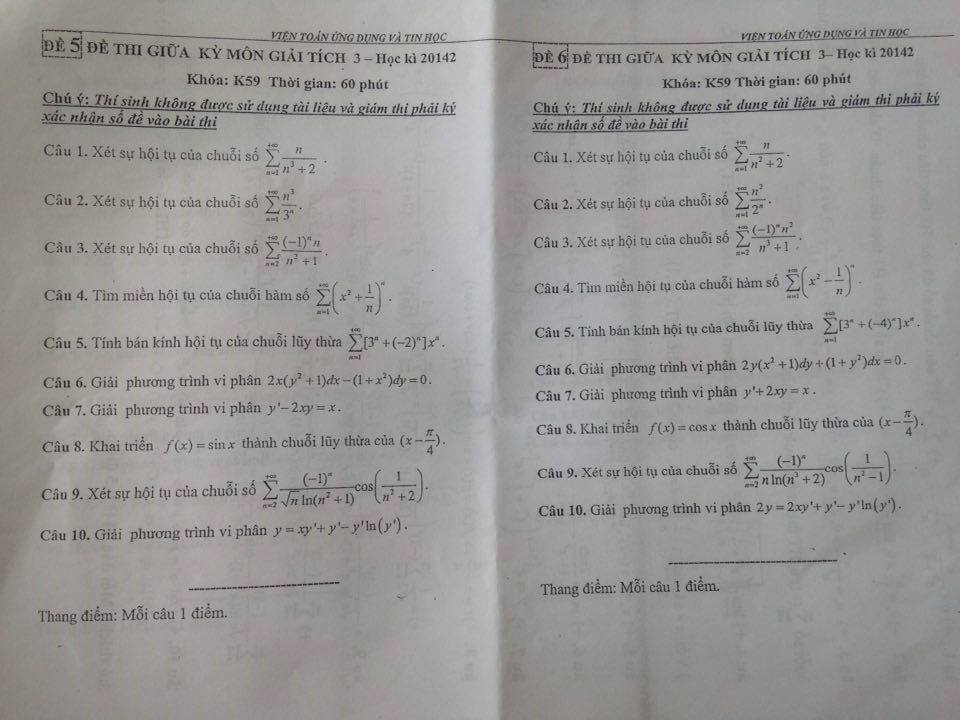 VIỆN TOÁN ỨNG DỤNG VÀ TIN HỌC
ĐỀ 5 ĐỀ THI GIỮA KỲ MÔN GIẢI TÍCH 3 – Học kì 20142
Khóa: K59 Thời gian: 60 phút
Chú ý: Thí sinh không được sử dụng tài liệu và giám thi phải ký
xác nhận số đề vào bài thi
Câu 1. Xét sự hội tụ của chuỗi số $\sum_{n=1}^{+\infty}\frac{n}{n^3+2}$ .
Câu 2. Xét sự hội tụ của chuỗi số $\sum_{n=1}^{+\infty}\frac{n^3}{3^n}$.
Câu 3. Xét sự hội tụ của chuỗi số $\sum_{n=2}^{+\infty}\frac{(-1)^n n}{n^2+1}$.
Câu 4. Tìm miền hội tụ của chuỗi hàm số $\sum_{n=1}^{+\infty}\left(x^2+\frac{1}{n}\right)^n$.
Câu 5. Tính bán kính hội tụ của chuỗi lũy thừa $\sum_{n=1}^{+\infty}[3^n+(-2)^n]x^n$.
Câu 6. Giải phương trình vi phân $2x(y^2+1)dx-(1+x^2)dy=0$.
Câu 7. Giải phương trình vi phân $y'-2xy=x$.
Câu 8. Khai triển $f(x)=\sin x$ thành chuỗi lũy thừa của $(x-\frac{\pi}{4})$.
Câu 9. Xét sự hội tụ của chuỗi số $\sum_{n=2}^{+\infty}\frac{(-1)^n}{\sqrt{n}\ln(n^2+1)}\cos\left(\frac{1}{n^2+2}\right)$.
Câu 10. Giải phương trình vi phân $y=xy'+y'-y'\ln(y')$.
Thang điểm: Mỗi câu 1 điểm.
VIỆN TOÁN ỨNG DỤNG VÀ TIN HỌC
ĐỀ 6 ĐỀ THI GIỮA KỲ MÔN GIẢI TÍCH 3– Học kì 20142
Khóa: K59 Thời gian: 60 phút
Chú ý: Thí sinh không được sử dụng tài liệu và giám thi phải ký
xác nhận số đề vào bài thi
Câu 1. Xét sự hội tụ của chuỗi số $\sum_{n=1}^{+\infty}\frac{n}{n^2+2}$.
Câu 2. Xét sự hội tụ của chuỗi số $\sum_{n=1}^{+\infty}\frac{n^2}{2^n}$.
Câu 3. Xét sự hội tụ của chuỗi số $\sum_{n=2}^{+\infty}\frac{(-1)^n n^2}{n^3+1}$.
Câu 4. Tìm miền hội tụ của chuỗi hàm số $\sum_{n=1}^{+\infty}\left(x^2-\frac{1}{n}\right)^n$.
Câu 5. Tính bán kính hội tụ của chuỗi lũy thừa $\sum_{n=1}^{+\infty}[3^n+(-4)^n]x^n$.
Câu 6. Giải phương trình vi phân $2y(x^2+1)dy+(1+y^2)dx=0$.
Câu 7. Giải phương trình vi phân $y'+2xy=x$.
Câu 8. Khai triển $f(x)=\cos x$ thành chuỗi lũy thừa của $(x-\frac{\pi}{4})$.
Câu 9. Xét sự hội tụ của chuỗi số $\sum_{n=2}^{+\infty}\frac{(-1)^n}{n\ln(n^3+2)}\cos\left(\frac{1}{n^2-1}\right)$.
Câu 10. Giải phương trình vi phân $2y=2xy'+y'-y'\ln(y')$.
Thang điểm: Mỗi câu 1 điểm.